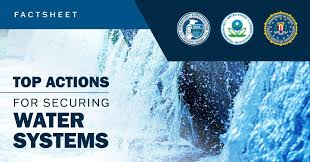 FACTSHEET
TOP ACTIONS
FOR SECURING
WATER
SYSTEMS